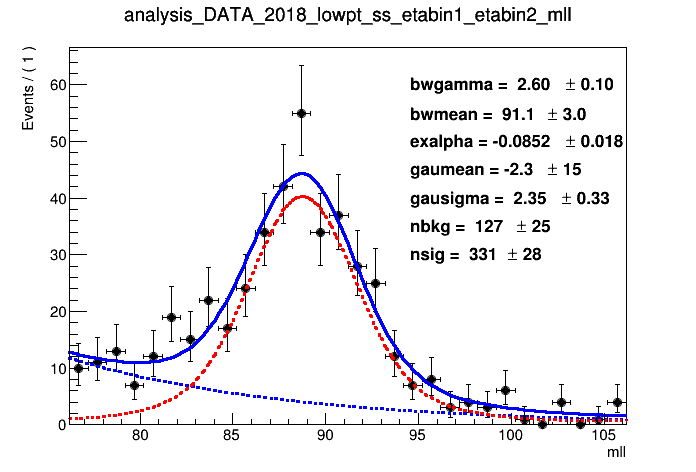 analysis_DATA_2018_lowpt_ss_etabin1_etabin2_mll
Events / ( 1 )
60
50
40
30
20
10
0
bwgamma = 2.60 ± 0.10
bwmean = 91.1 ± 3.0
exalpha = -0.0852 ± 0.018
gaumean = -2.3 ± 15
gausigma = 2.35 ± 0.33
nbkg = 127 ± 25
nsig = 331 ± 28
80 85 90 95 100 105
mll